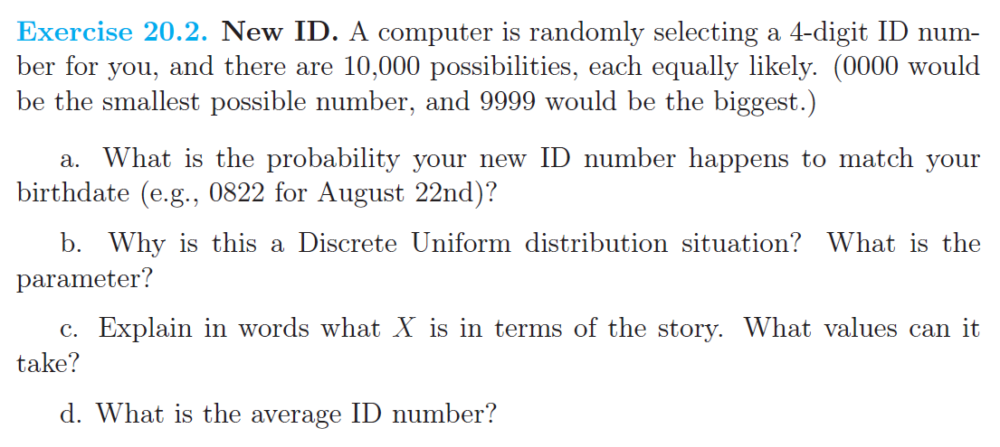 Exercise 20.2. New ID. A computer is randomly selecting a 4-digit ID num-
ber for you, and there are 10,000 possibilities, each equally likely. (0000 would
be the smallest possible number, and 9999 would be the biggest.)
a. What is the probability your new ID number happens to match your
birthdate (e.g., 0822 for August 22nd)?
b. Why is this a Discrete Uniform distribution situation? What is the
parameter?
c. Explain in words what X is in terms of the story. What values can it
take?
d. What is the average ID number?